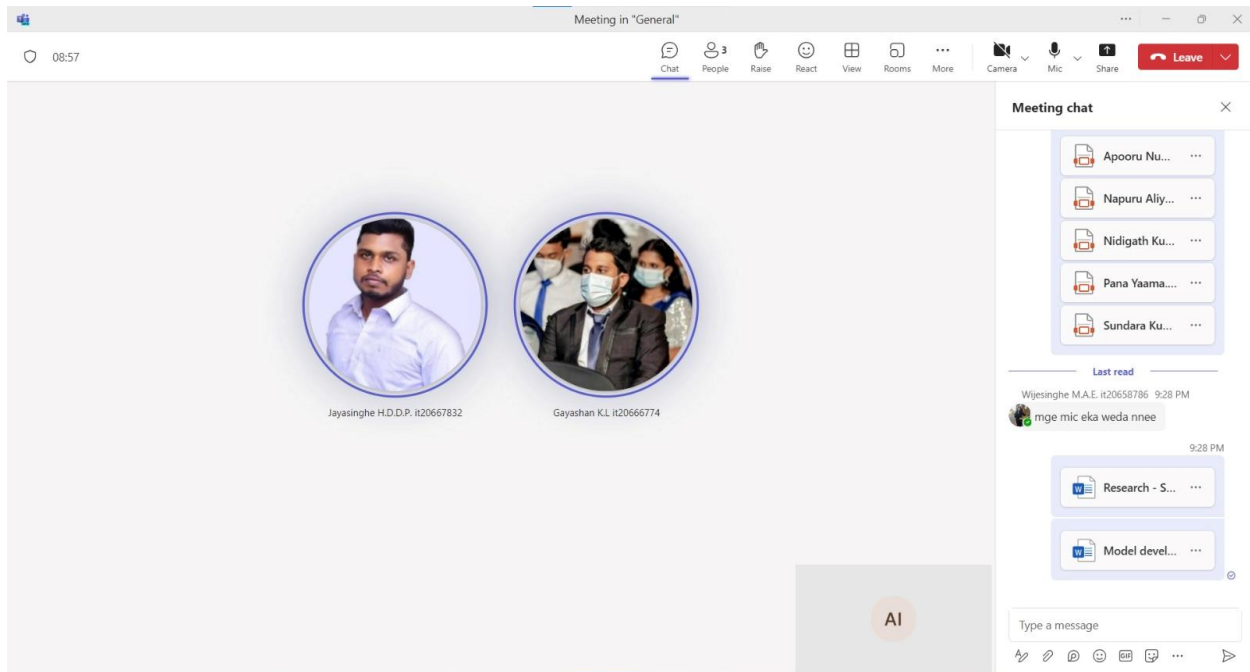 Meeting in "General"
08:57
Chat
People 3
Raise
React
View
Rooms
More
Camera
Mic
Share
Leave
Meeting chat
Apooru Nu...
Napuru Aliy...
Nidigath Ku...
Pana Yaama....
Sundara Ku...
Last read
Wijesinghe M.A.E. it20658786 9:28 PM
mge mic eka weda nnee
9:28 PM
Research - S...
Model devel...
Jayasinghe H.D.D.P. it20667832
Gayashan K.L it20666774
AI
Type a message
GIF